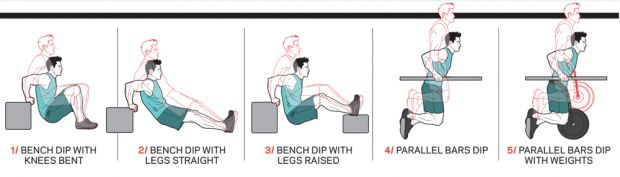 1/ BENCH DIP WITH
KNEES BENT
2/ BENCH DIP WITH
LEGS STRAIGHT
3/ BENCH DIP WITH
LEGS RAISED
4/ PARALLEL BARS DIP
5/ PARALLEL BARS DIP
WITH WEIGHTS